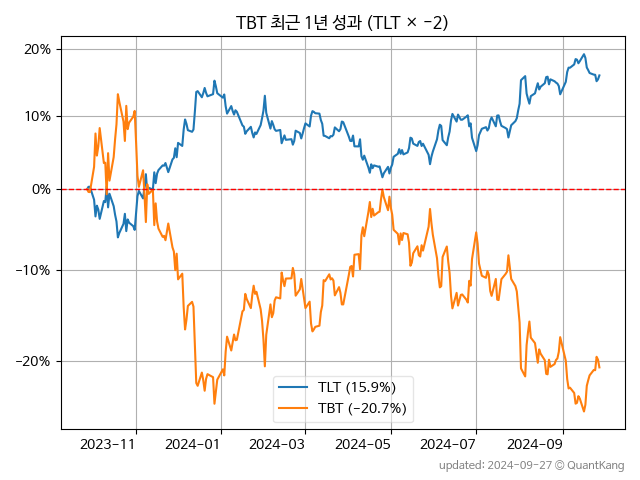 TBT 최근 1년 성과 (TLT × −2)
20%
10%
0%
−10%
−20%
TLT (15.9%)
TBT (−20.7%)
2023−11
2024−01
2024−03
2024−05
2024−07
2024−09
updated: 2024−09−27 © QuantKang